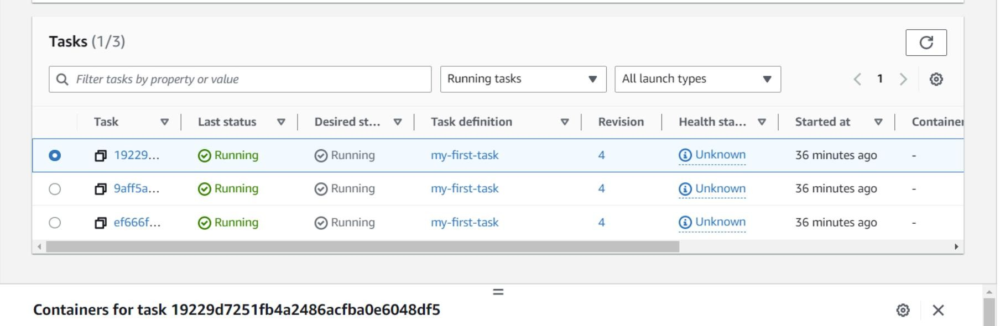 Tasks (1/3)
Filter tasks by property or value Running tasks All launch types 1
Task Last status Desired st... Task definition Revision Health sta... Started at Container
19229... Running Running my-first-task 4 Unknown 36 minutes ago -
9aff5a... Running Running my-first-task 4 Unknown 36 minutes ago -
ef666f... Running Running my-first-task 4 Unknown 36 minutes ago -
Containers for task 19229d7251fb4a2486acfba0e6048df5